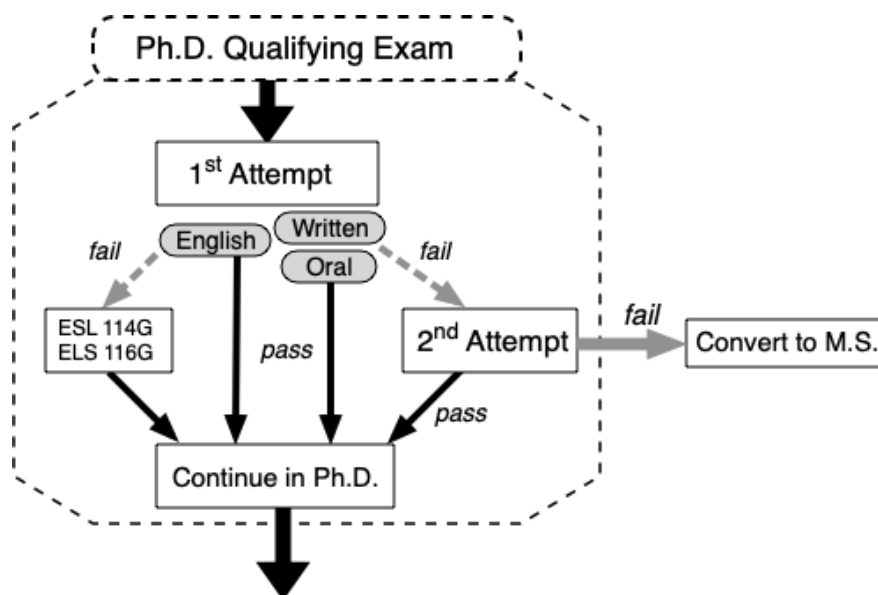 Ph.D. Qualifying Exam
1st Attempt
English
Written
Oral
fail
fail
ESL 114G
ELS 116G
pass
2nd Attempt
fail
Convert to M.S.
pass
Continue in Ph.D.